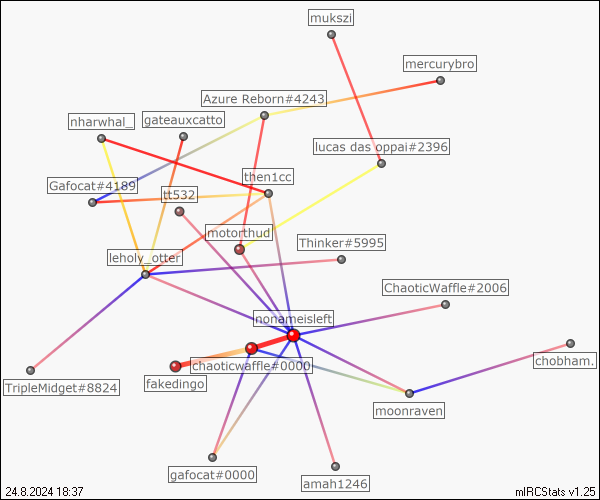 mukszi
mercurybro
Azure Reborn#4243
nharwhal_
gateauxcatto
lucas das oppai#2396
then1cc
Gafocat#4189
tt532
motorthud
Thinker#5995
leholy_otter
ChaoticWaffle#2006
nonameisleft
chobham.
chaoticwaffle#0000
fakedingo
TripleMidget#8824
moonraven
gafocat#0000
amah1246
24.8.2024 18:37
mIRCStats v1.25